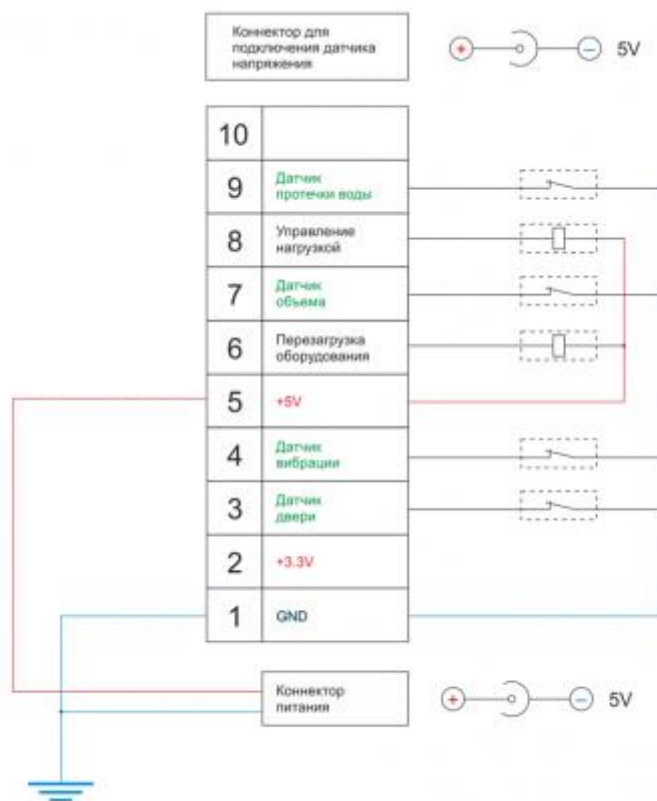 Коннектор для
подключения датчика
напряжения
+ − 5V
10
9 Датчик
протечки воды
8 Управление
нагрузкой
7 Датчик
объема
6 Перезагрузка
оборудования
5 +5V
4 Датчик
вибрации
3 Датчик
двери
2 +3.3V
1 GND
Коннектор
питания
+ − 5V